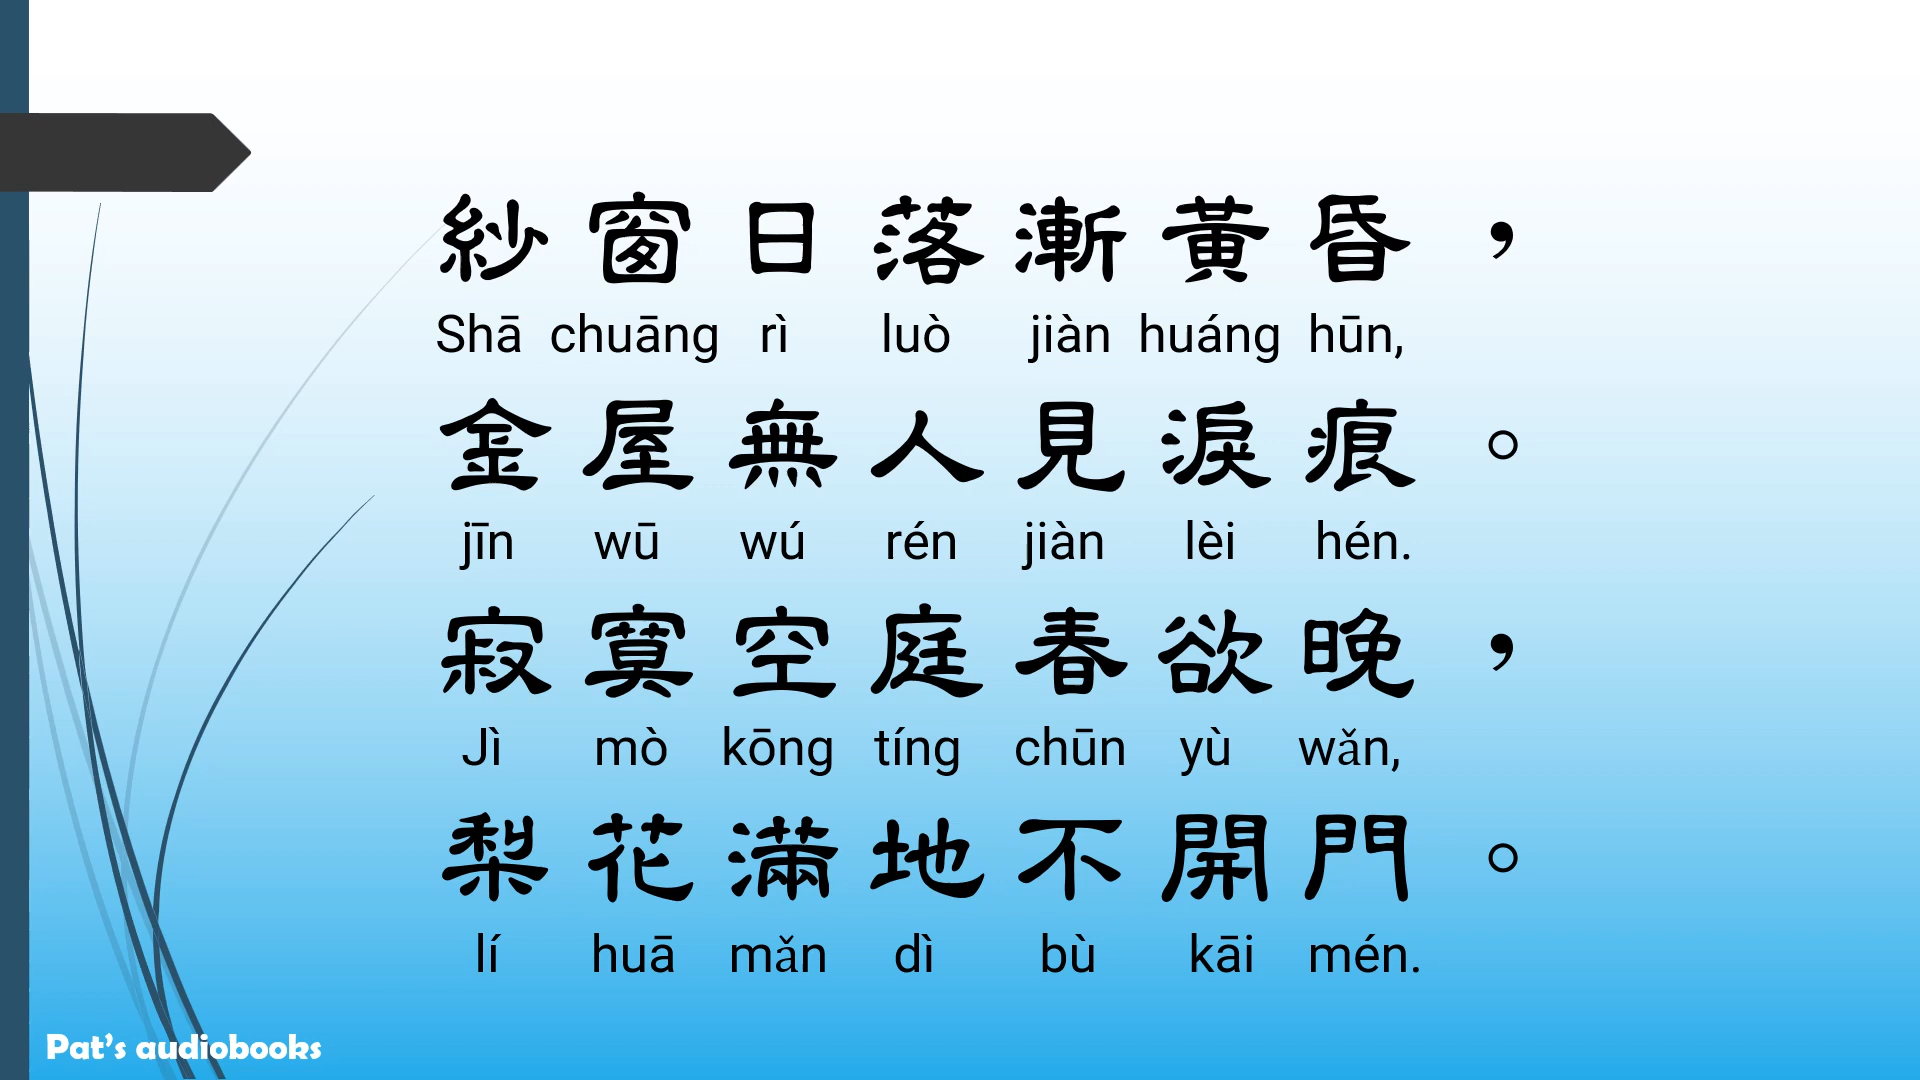 紗窗日落漸黃昏，
Shā chuāng rì luò jiàn huáng hūn,
金屋無人見淚痕。
jīn wū wú rén jiàn lèi hén.
寂寞空庭春欲晚，
Jì mò kōng tíng chūn yù wǎn,
梨花滿地不開門。
lí huā mǎn dì bù kāi mén.
Pat's audiobooks